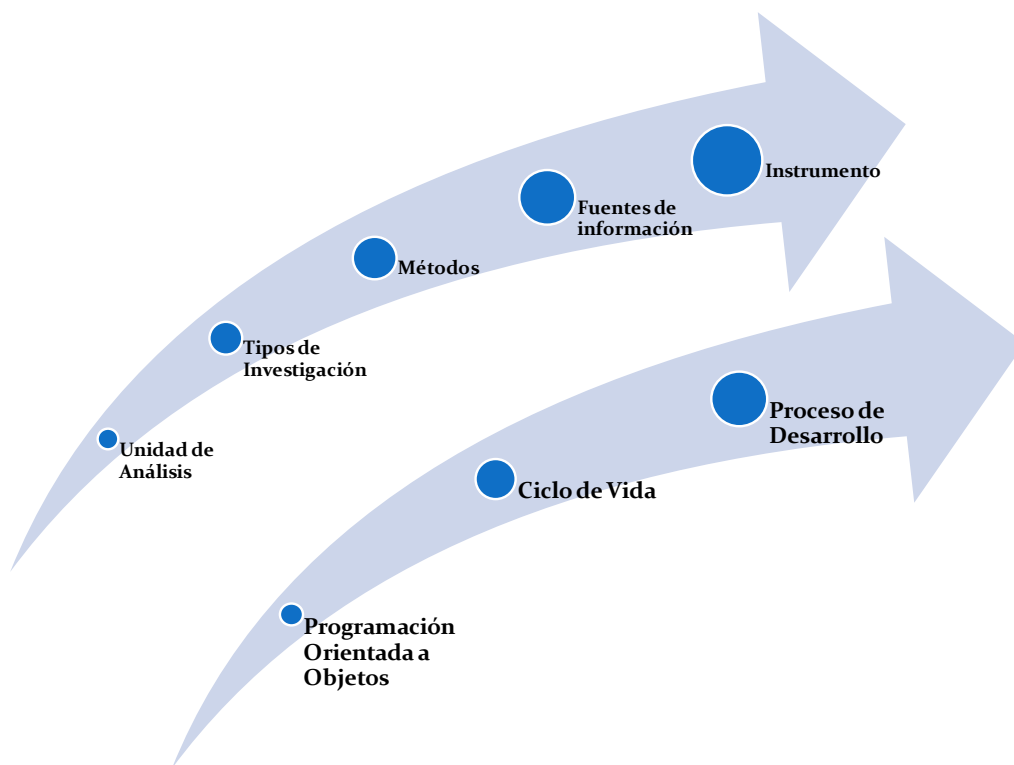 Unidad de
Análisis
Tipos de
Investigación
Métodos
Fuentes de
información
Instrumento
Programación
Orientada a
Objetos
Ciclo de Vida
Proceso de
Desarrollo